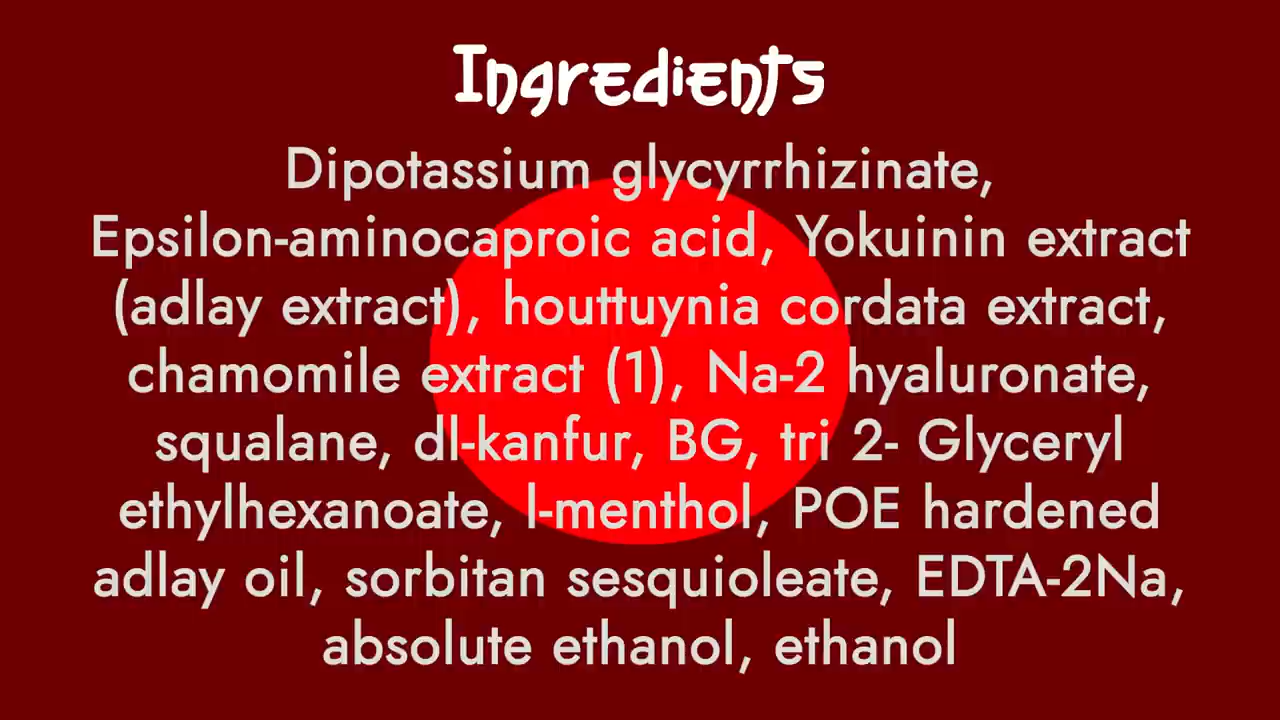 Ingredients
Dipotassium glycyrrhizinate,
Epsilon-aminocaproic acid, Yokuinin extract
(adlay extract), houttuynia cordata extract,
chamomile extract (1), Na-2 hyaluronate,
squalane, dl-kanfur, BG, tri 2- Glyceryl
ethylhexanoate, l-menthol, POE hardened
adlay oil, sorbitan sesquioleate, EDTA-2Na,
absolute ethanol, ethanol